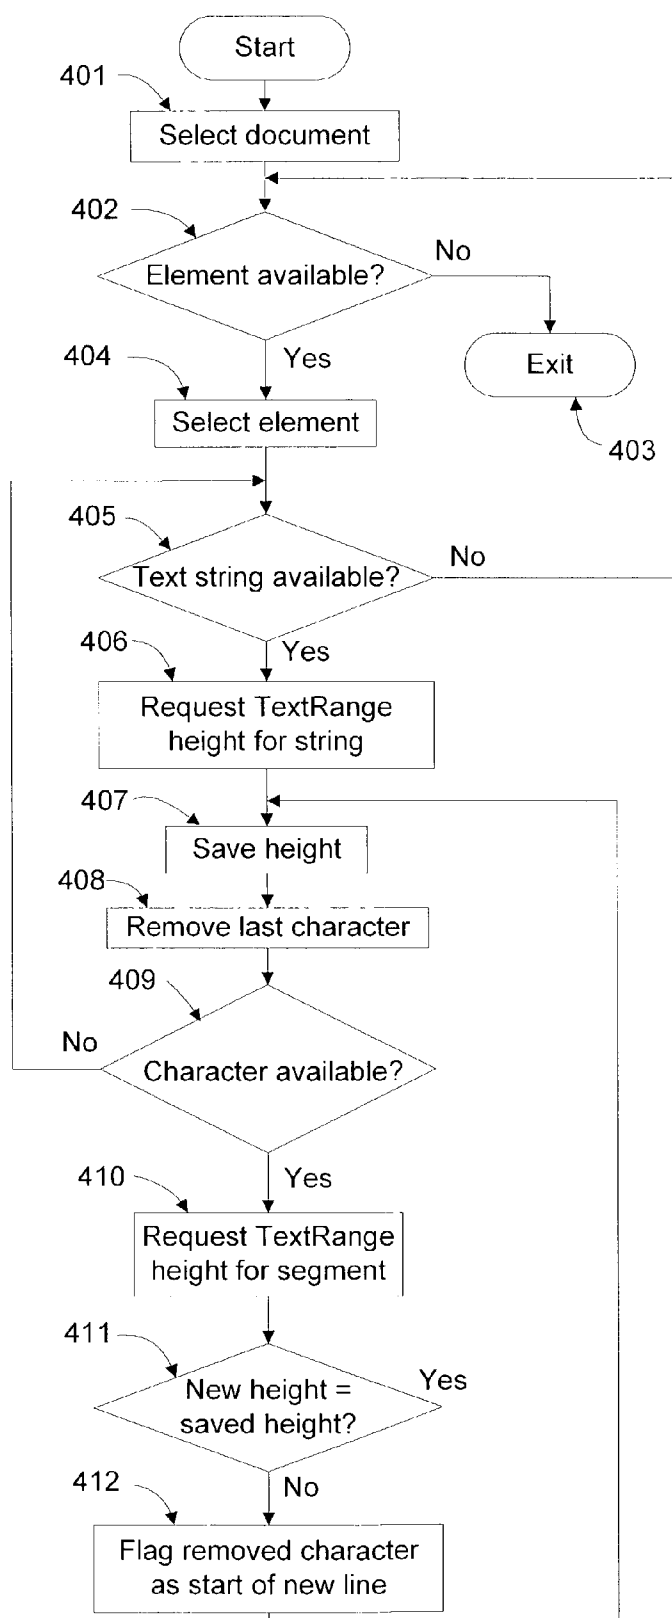 Start
401
Select document
402
Element available?
No
Yes
Exit
403
404
Select element
405
Text string available?
No
Yes
406
Request TextRange
height for string
407
Save height
408
Remove last character
409
No
Character available?
Yes
410
Request TextRange
height for segment
411
New height =
saved height?
Yes
No
412
Flag removed character
as start of new line